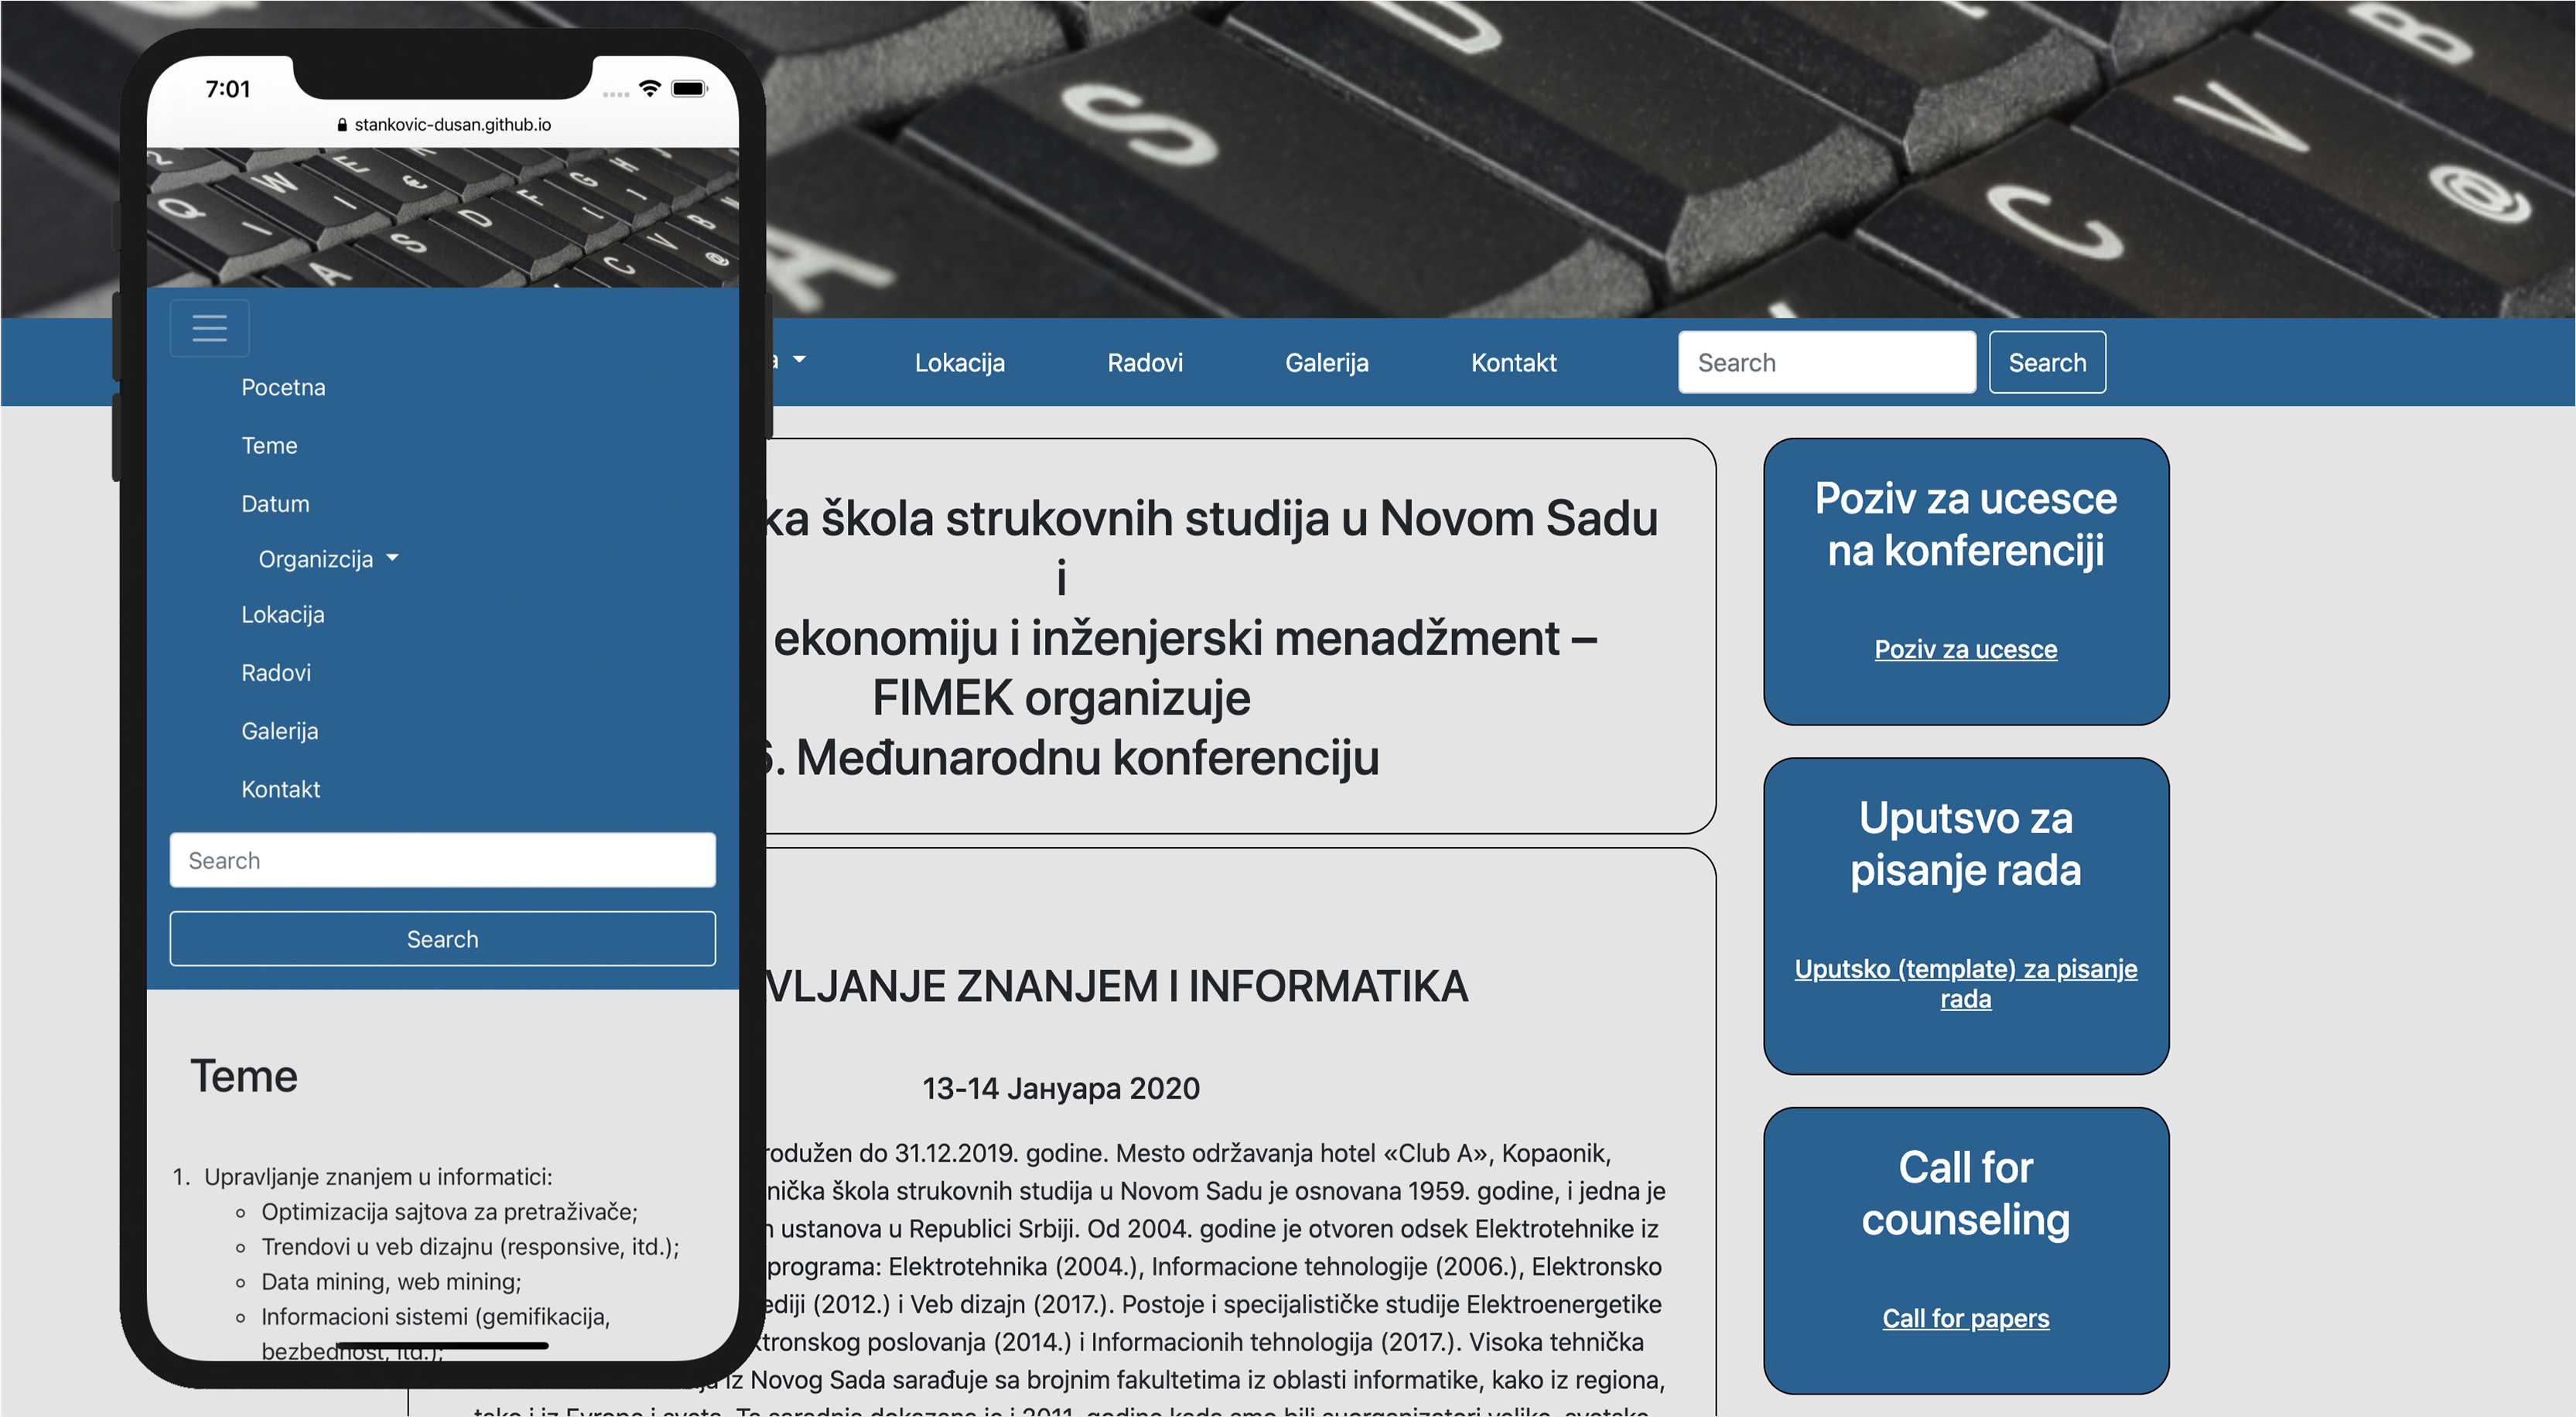 7:01
stankovic-dusan.github.io
Q W E € I S D F G H A C V B @
Pocetna
Teme
Datum
Organizcija
Lokacija
Radovi
Galerija
Kontakt
Search
Search
Teme
1. Upravljanje znanjem u informatici:
Optimizacija sajtova za pretraživače;
Trendovi u veb dizajnu (responsive, itd.);
Data mining, web mining;
Informacioni sistemi (gemifikacija,
bezbednost, itd.);
D S A C V B @
Lokacija Radovi Galerija Kontakt Search Search
škola strukovnih studija u Novom Sadu
i
ekonomiju i inženjerski menadžment –
FIMEK organizuje
Međunarodnu konferenciju
ZNANJEM I INFORMATIKA
13-14 Јануара 2020
do 31.12.2019. godine. Mesto održavanja hotel «Club A», Kopaonik,
škola strukovnih studija u Novom Sadu je osnovana 1959. godine, i jedna je
ustanova u Republici Srbiji. Od 2004. godine je otvoren odsek Elektrotehnike iz
programa: Elektrotehnika (2004.), Informacione tehnologije (2006.), Elektronsko
(2012.) i Veb dizajn (2017.). Postoje i specijalističke studije Elektroenergetike
poslovanja (2014.) i Informacionih tehnologija (2017.). Visoka tehnička
iz Novog Sada sarađuje sa brojnim fakultetima iz oblasti informatike, kako iz regiona,
Poziv za ucesce
na konferenciji
Poziv za ucesce
Uputsvo za
pisanje rada
Uputsko (template) za pisanje
rada
Call for
counseling
Call for papers